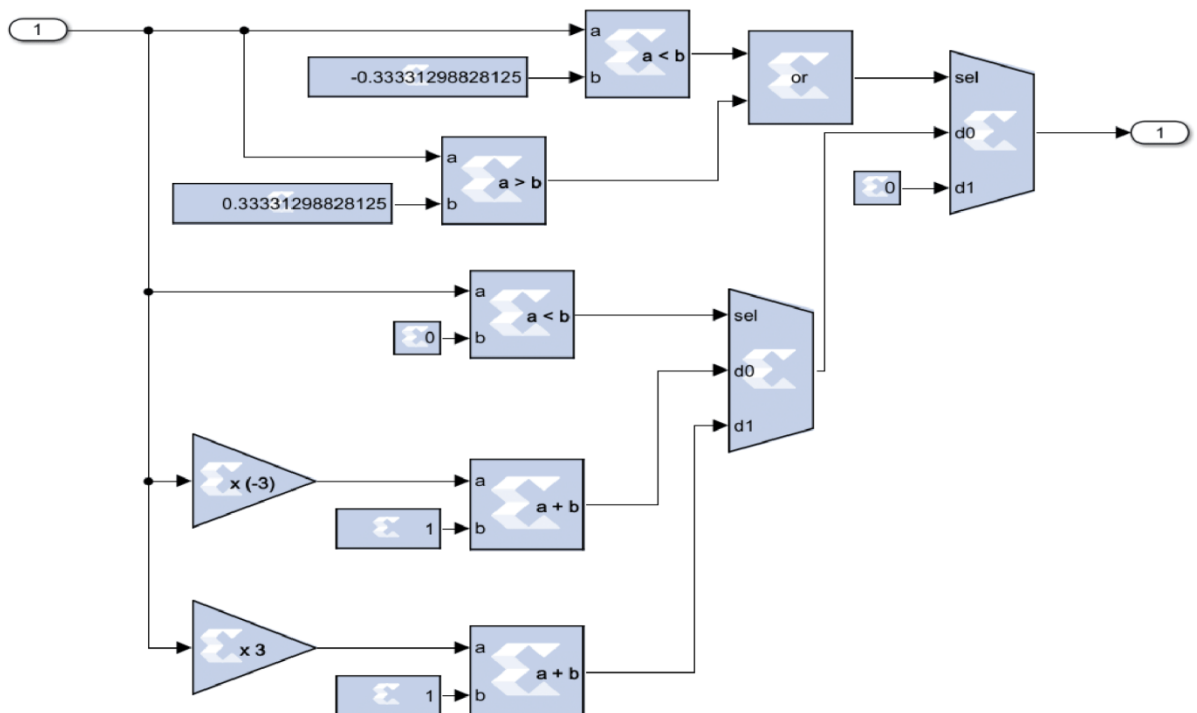 1
a
b
a < b
-0.33331298828125
or
sel
d0
d1
1
a
b
a > b
0.33331298828125
0
a
b
a < b
0
sel
d0
d1
x (-3)
a
b
a + b
1
x 3
a
b
a + b
1